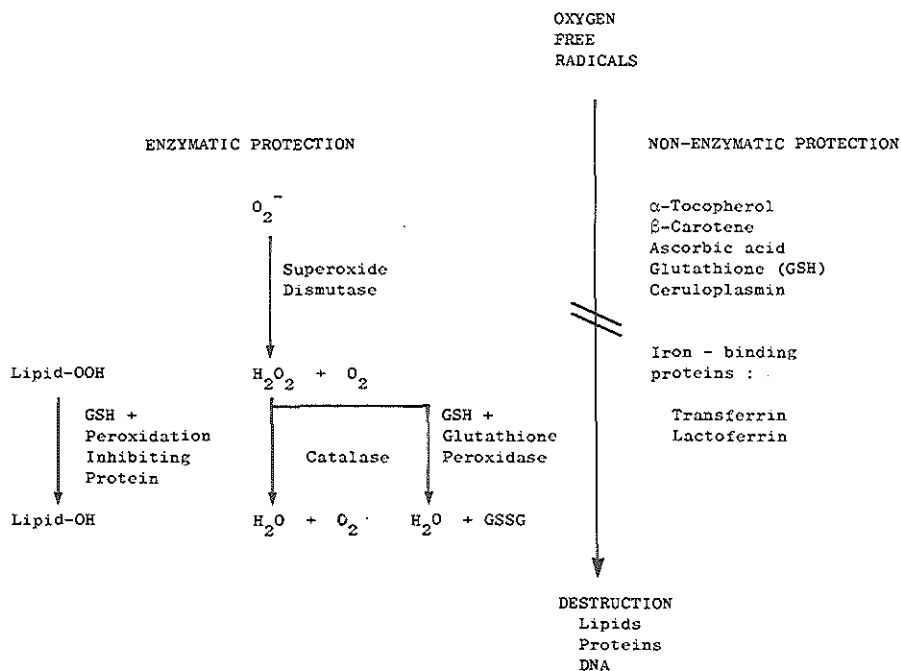 OXYGEN
FREE
RADICALS
ENZYMATIC PROTECTION
NON-ENZYMATIC PROTECTION
O₂⁻
Superoxide
Dismutase
α-Tocopherol
β-Carotene
Ascorbic acid
Glutathione (GSH)
Ceruloplasmin
Iron - binding
proteins :
Transferrin
Lactoferrin
Lipid-OOH
H₂O₂ + O₂
GSH +
Peroxidation
Inhibiting
Protein
Catalase
GSH +
Glutathione
Peroxidase
Lipid-OH
H₂O + O₂
H₂O + GSSG
DESTRUCTION
Lipids
Proteins
DNA